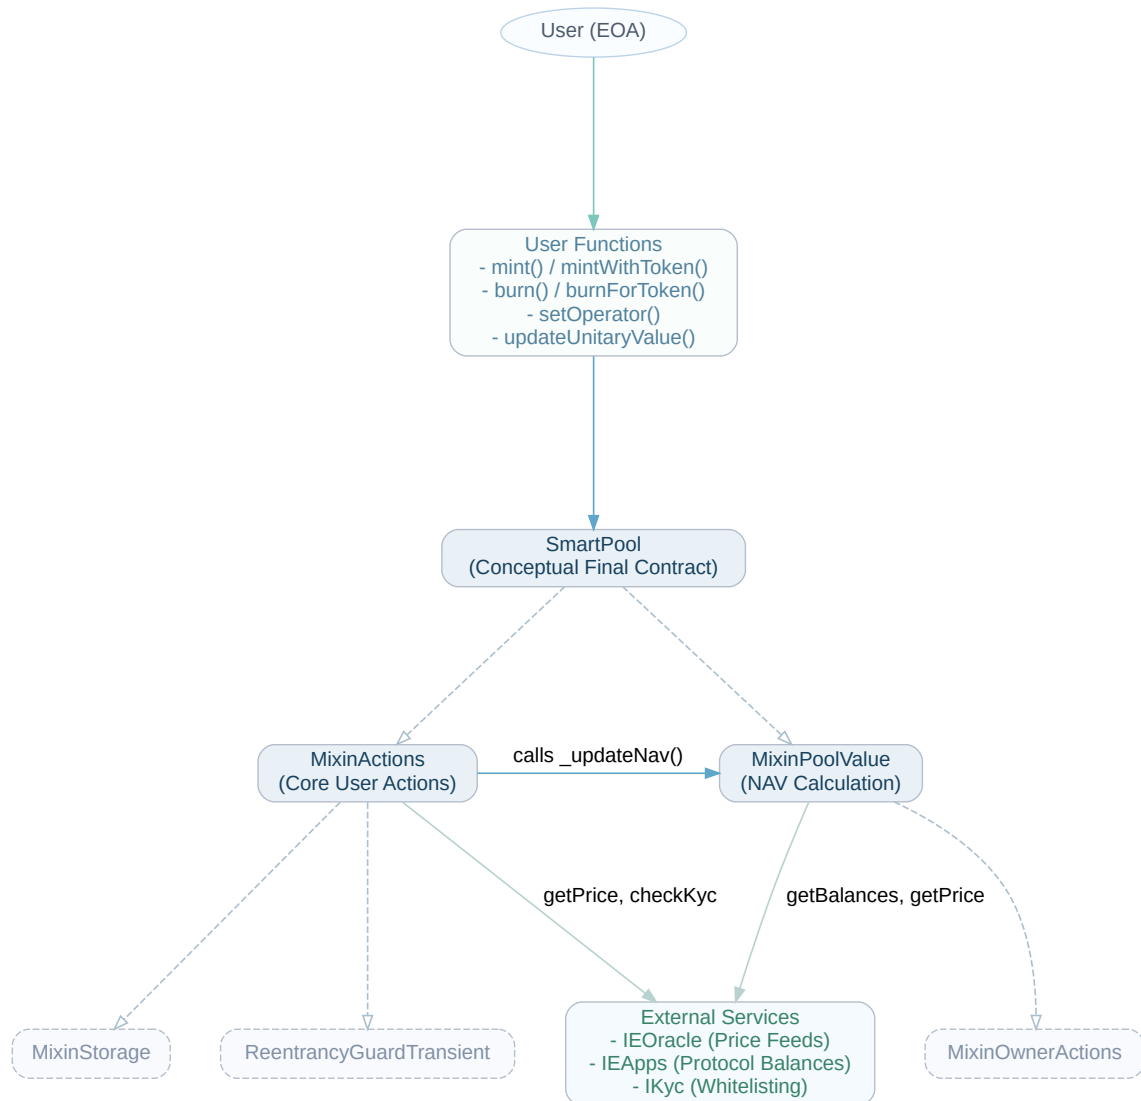 User (EOA)
User Functions
- mint() / mintWithToken()
- burn() / burnForToken()
- setOperator()
- updateUnitaryValue()
SmartPool
(Conceptual Final Contract)
MixinActions
(Core User Actions)
calls _updateNav()
MixinPoolValue
(NAV Calculation)
getPrice, checkKyc
getBalances, getPrice
MixinStorage
ReentrancyGuardTransient
External Services
- IEOracle (Price Feeds)
- IEApps (Protocol Balances)
- IKyc (Whitelisting)
MixinOwnerActions